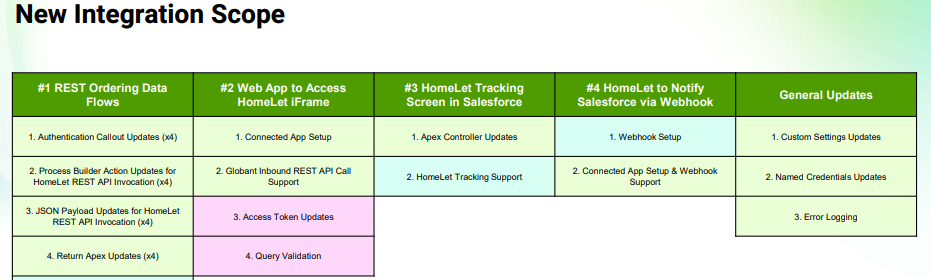 New Integration Scope
#1 REST Ordering Data
Flows
#2 Web App to Access
HomeLet iFrame
#3 HomeLet Tracking
Screen in Salesforce
#4 HomeLet to Notify
Salesforce via Webhook
General Updates
1. Authentication Callout Updates (x4)
1. Connected App Setup
1. Apex Controller Updates
1. Webhook Setup
1. Custom Settings Updates
2. Process Builder Action Updates for
HomeLet REST API Invocation (x4)
2. Globant Inbound REST API Call
Support
2. HomeLet Tracking Support
2. Connected App Setup & Webhook
Support
2. Named Credentials Updates
3. JSON Payload Updates for HomeLet
REST API Invocation (x4)
3. Access Token Updates
3. Error Logging
4. Return Apex Updates (x4)
4. Query Validation